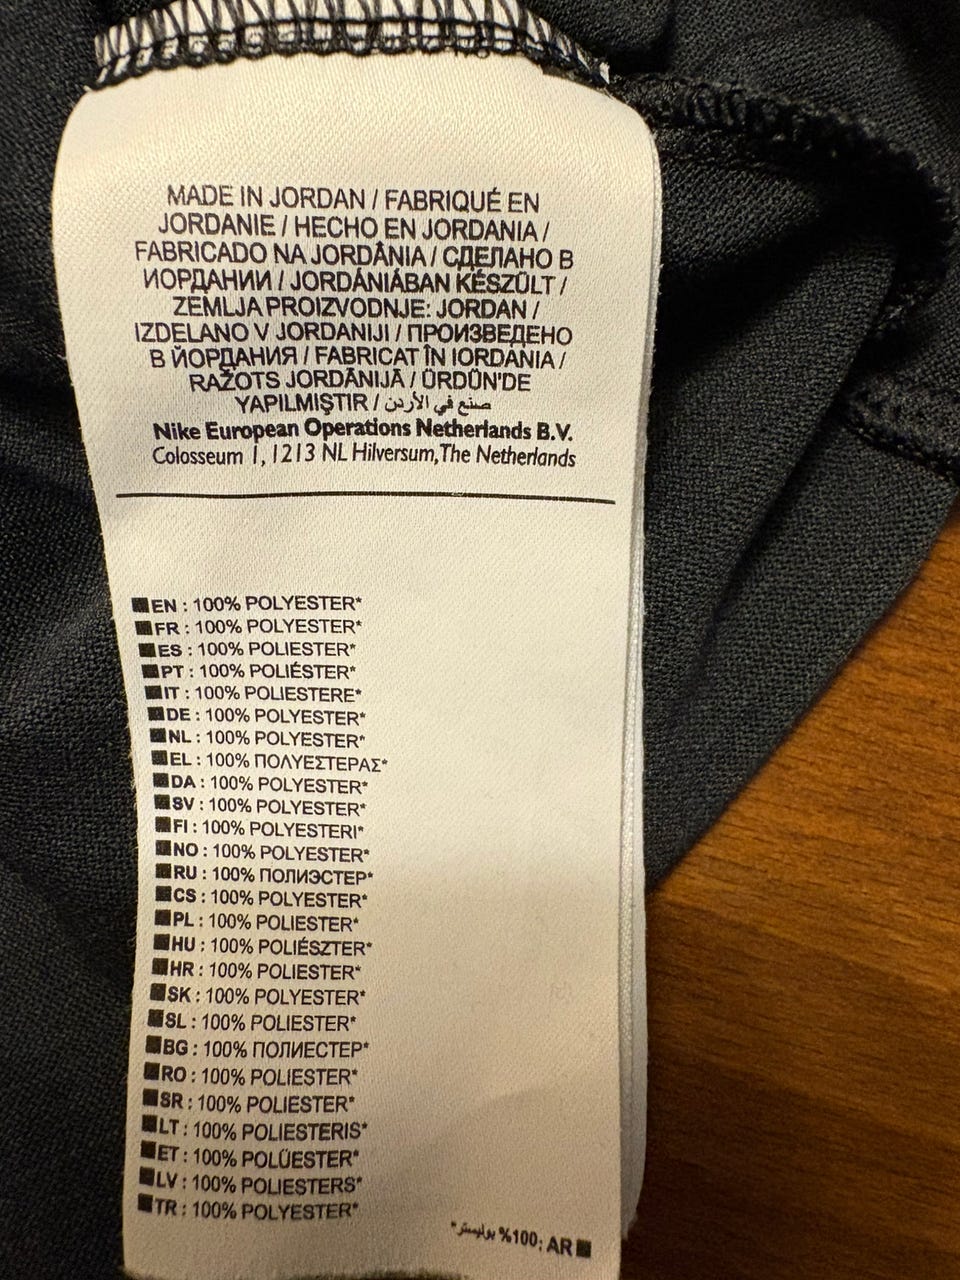 MADE IN JORDAN / FABRIQUÉ EN
JORDANIE / HECHO EN JORDANIA /
FABRICADO NA JORDÂNIA / СДЕЛАНО В
ИОРДАНИИ / JORDÁNIÁBAN KÉSZÜLT /
ZEMLJA PROIZVODNJE: JORDAN /
IZDELANO V JORDANIJI / ПРОИЗВЕДЕНО
В ЙОРДАНИЯ / FABRICAT ÎN IORDANIA /
RAŽOTS JORDĀNIJĀ / ÜRDÜN'DE
YAPILMIŞTIR / صنع في الأردن
Nike European Operations Netherlands B.V.
Colosseum 1, 1213 NL Hilversum, The Netherlands
■EN : 100% POLYESTER*
■FR : 100% POLYESTER*
■ES : 100% POLIESTER*
■PT : 100% POLIÉSTER*
■IT : 100% POLIESTERE*
■DE : 100% POLYESTER*
■NL : 100% POLYESTER*
■EL : 100% ΠΟΛΥΕΣΤΕΡΑΣ*
■DA : 100% POLYESTER*
■SV : 100% POLYESTER*
■FI : 100% POLYESTERI*
■NO : 100% POLYESTER*
■RU : 100% ПОЛИЭСТЕР*
■CS : 100% POLYESTER*
■PL : 100% POLIESTER*
■HU : 100% POLIÉSZTER*
■HR : 100% POLIESTER*
■SK : 100% POLYESTER*
■SL : 100% POLIESTER*
■BG : 100% ПОЛИЕСТЕР*
■RO : 100% POLIESTER*
■SR : 100% POLIESTER*
■LT : 100% POLIESTERIS*
■ET : 100% POLÜESTER*
■LV : 100% POLIESTERS*
■TR : 100% POLYESTER*
■AR :100% بوليستر*